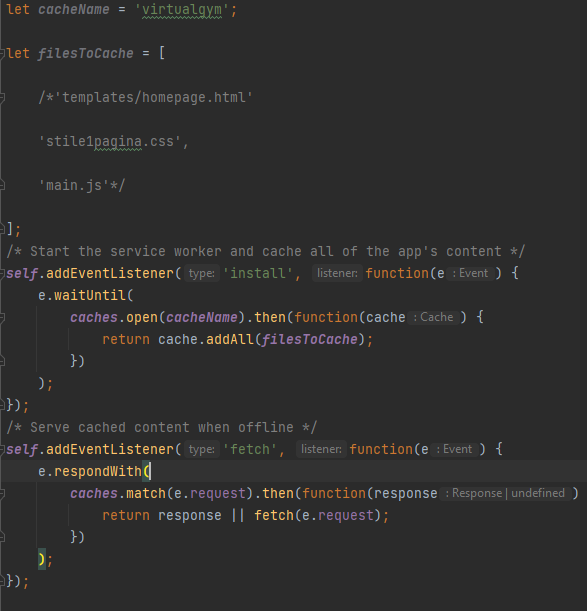 let cacheName = 'virtualgym';
let filesToCache = [
/*'templates/homepage.html'
'stile1pagina.css',
'main.js'*/
];
/* Start the service worker and cache all of the app's content */
self.addEventListener( type: 'install', listener: function(e : Event ) {
e.waitUntil(
caches.open(cacheName).then(function(cache : Cache ) {
return cache.addAll(filesToCache);
})
);
});
/* Serve cached content when offline */
self.addEventListener( type: 'fetch', listener: function(e : Event ) {
e.respondWith(
caches.match(e.request).then(function(response : Response | undefined )
return response || fetch(e.request);
})
);
});